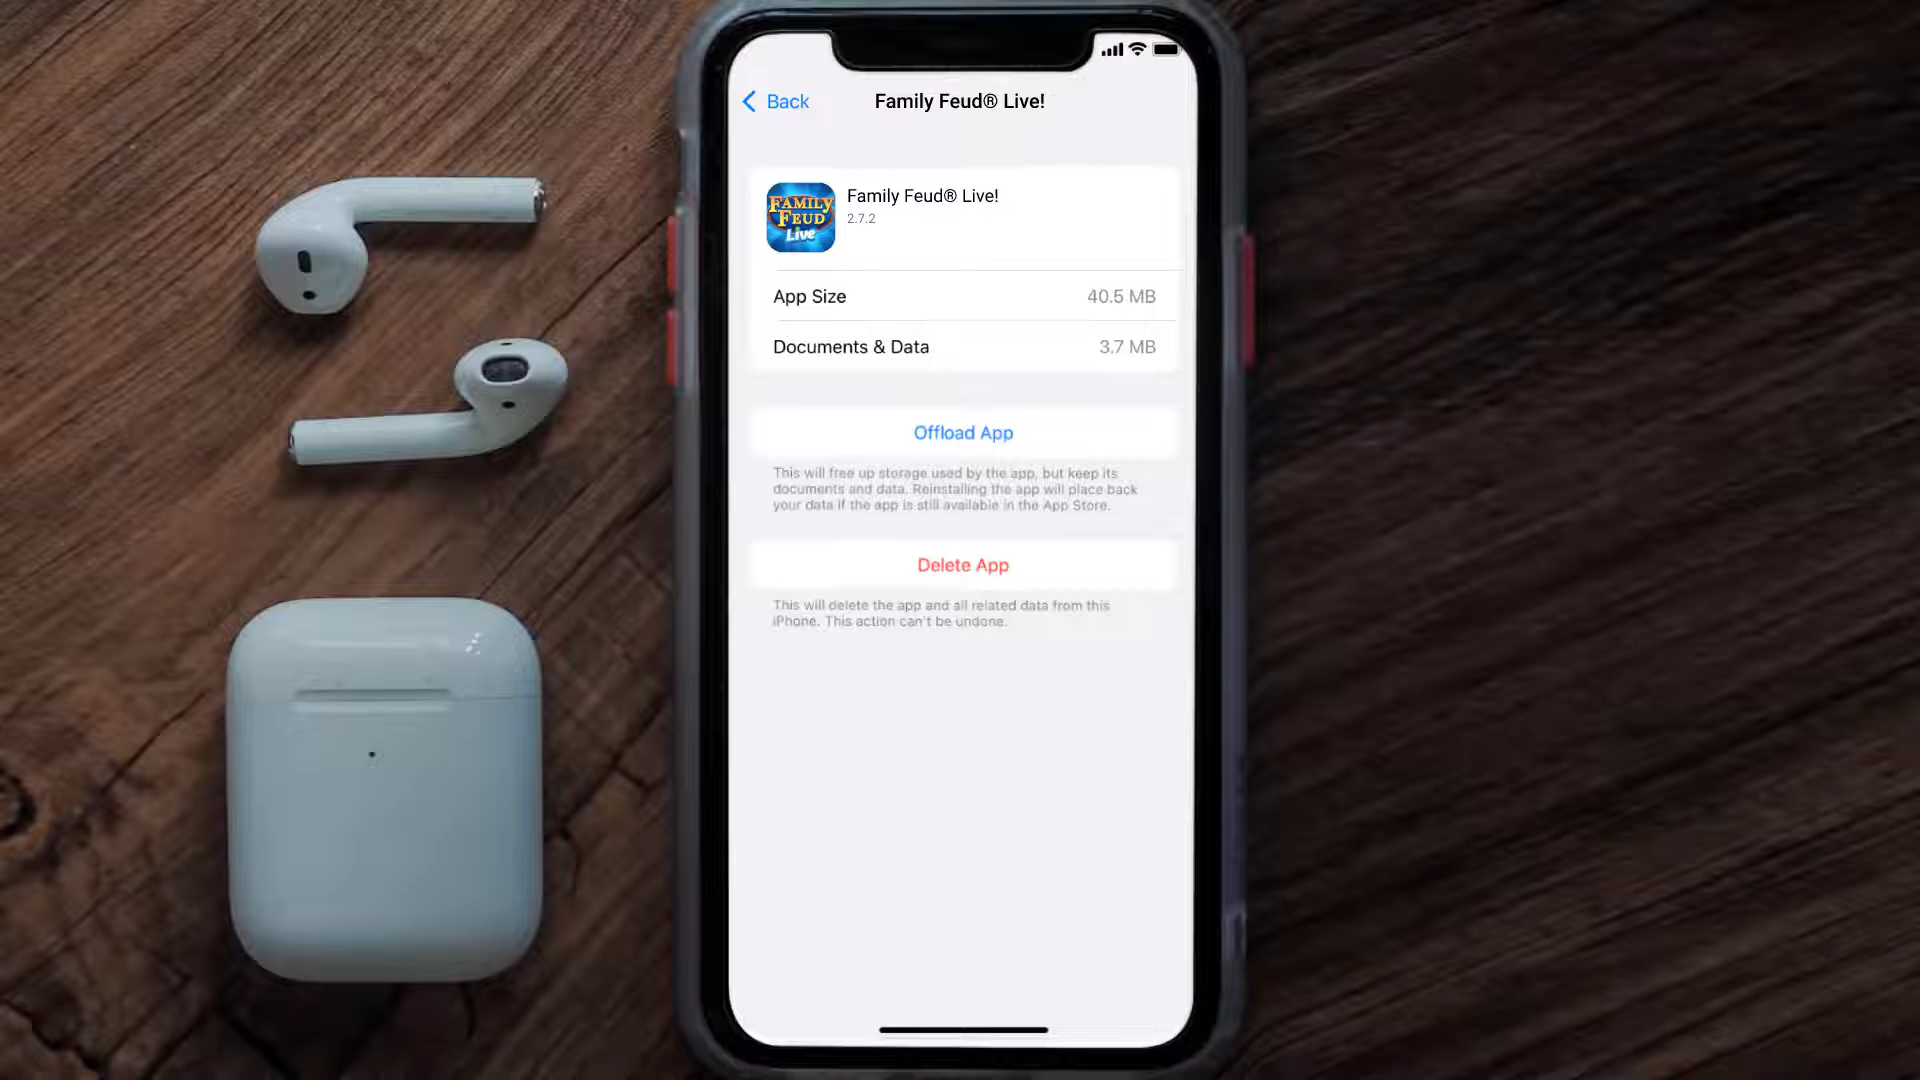 Back
Family Feud® Live!
FAMILY
FEUD
Live
Family Feud® Live!
2.7.2
App Size 40.5 MB
Documents & Data 3.7 MB
Offload App
This will free up storage used by the app, but keep its
documents and data. Reinstalling the app will place back
your data if the app is still available in the App Store.
Delete App
This will delete the app and all related data from this
iPhone. This action can't be undone.